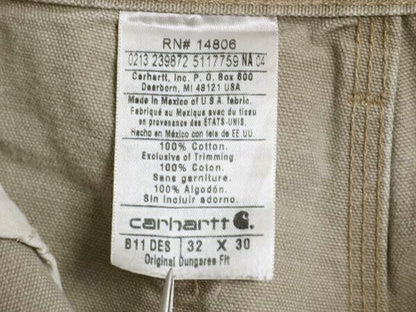 RN# 14806
0213 239872 5117759 NA 04
Carhartt, Inc. P. O. Box 600
Dearborn, MI 48121 USA
Made in Mexico of U.S.A. fabric.
Fabriqué au Mexique avec du tissu
en provenance des ÉTATS-UNIS.
Hecho en México con tela de EE.UU.
100% Cotton.
Exclusive of Trimming.
100% Coton.
Sans garniture.
100% Algodón.
Sin incluir adorno.
carhartt
B11 DES 32 X 30
Original Dungaree Fit